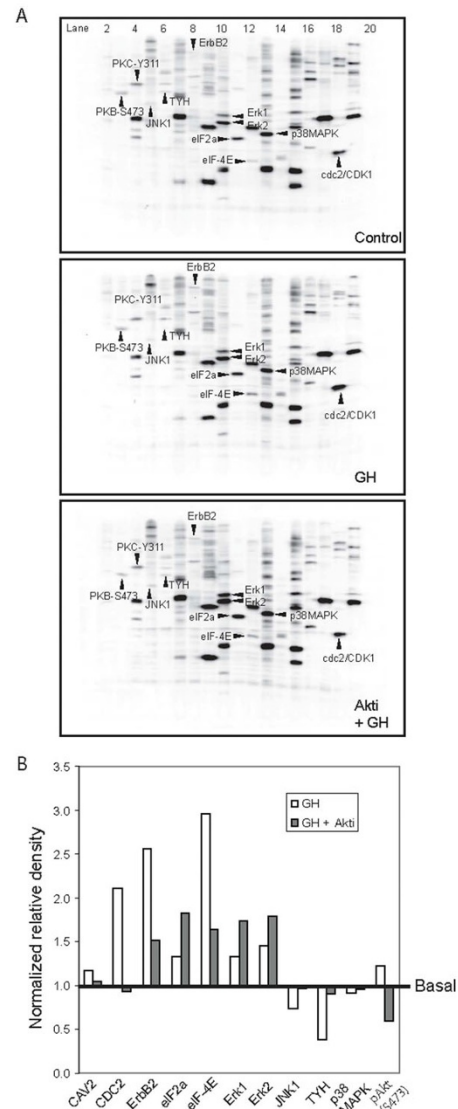 A
Lane 2 4 6 8 10 12 14 16 18 20
ErbB2
PKC-Y311
PKB-S473
JNK1
TYH
Erk1
Erk2
eIF2a
p38MAPK
eIF-4E
cdc2/CDK1
Control
ErbB2
PKC-Y311
PKB-S473
JNK1
TYH
Erk1
Erk2
eIF2a
p38MAPK
eIF-4E
cdc2/CDK1
GH
ErbB2
PKC-Y311
PKB-S473
JNK1
TYH
Erk1
Erk2
eIF2a
p38MAPK
eIF-4E
cdc2/CDK1
Akti
+ GH
B
Normalized relative density
3.5
3.0
2.5
2.0
1.5
1.0
0.5
1.0
GH
GH + Akti
Basal
CAV2
CDC2
ErbB2
eIF2a
eIF-4E
Erk1
Erk2
JNK1
TYH
p38
MAPK
pAkt
(S473)